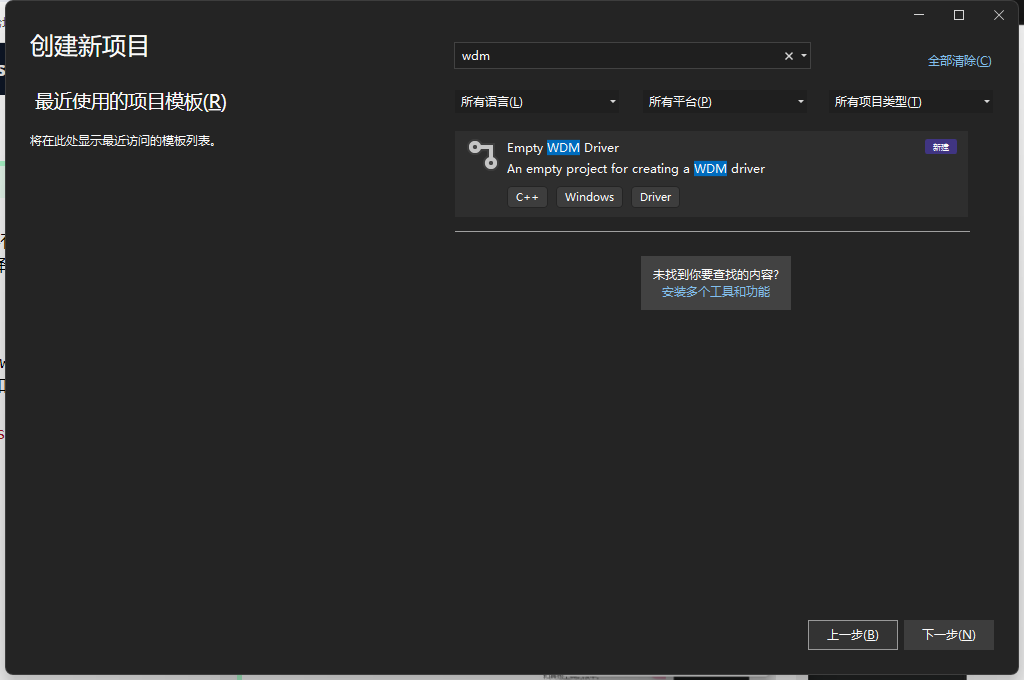 创建新项目
最近使用的项目模板(R)
将在此处显示最近访问的模板列表。
wdm
全部清除(C)
所有语言(L)
所有平台(P)
所有项目类型(T)
Empty WDM Driver
新建
An empty project for creating a WDM driver
C++
Windows
Driver
未找到你要查找的内容?
安装多个工具和功能
上一步(B)
下一步(N)